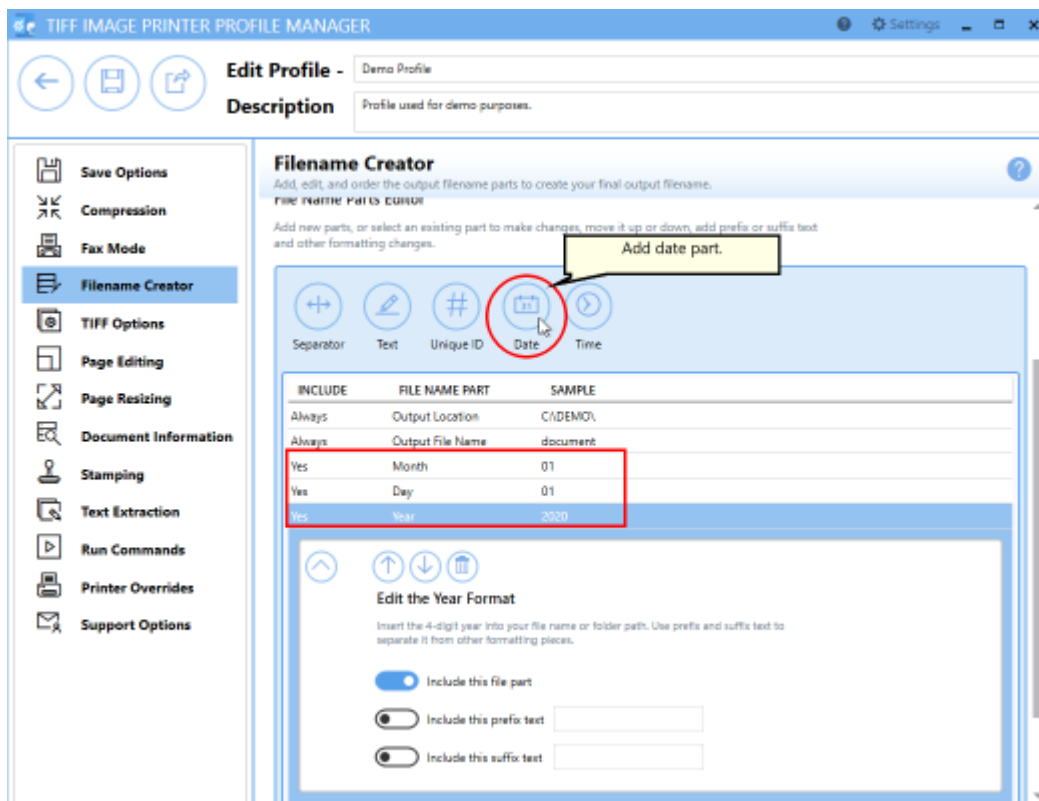 TIFF IMAGE PRINTER PROFILE MANAGER
Settings
Edit Profile -
Demo Profile
Description
Profile used for demo purposes.
Save Options
Compression
Fax Mode
Filename Creator
TIFF Options
Page Editing
Page Resizing
Document Information
Stamping
Text Extraction
Run Commands
Printer Overrides
Support Options
Filename Creator
Add, edit, and order the output filename parts to create your final output filename.
File Name Parts Editor
Add new parts, or select an existing part to make changes, move it up or down, add prefix or suffix text
and other formatting changes.
Add date part.
31
Separator Text Unique ID Date Time
INCLUDE FILE NAME PART SAMPLE
Always Output Location C:\DEMO\
Always Output File Name document
Yes Month 01
Yes Day 01
Yes Year 2020
Edit the Year Format
Insert the 4-digit year into your file name or folder path. Use prefix and suffix text to
separate it from other formatting pieces.
Include this file part
Include this prefix text
Include this suffix text